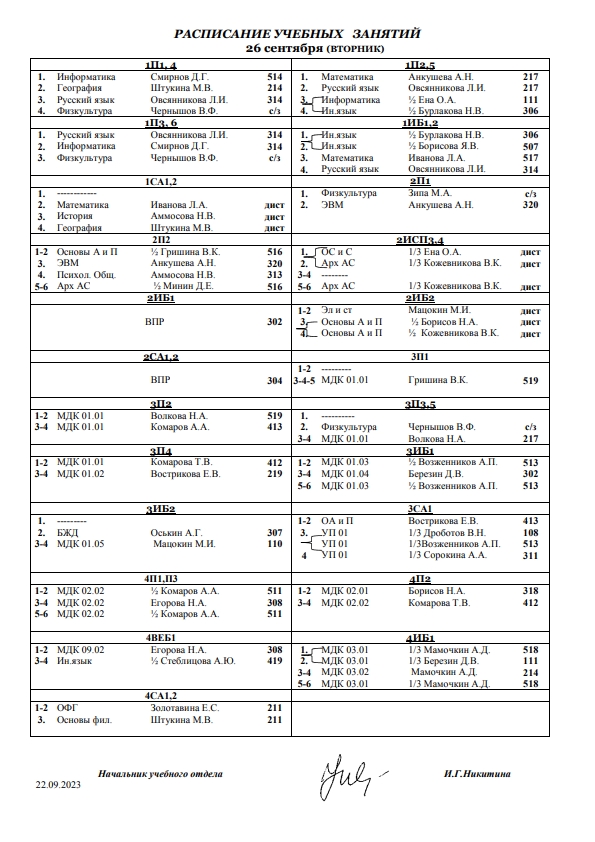 РАСПИСАНИЕ УЧЕБНЫХ ЗАНЯТИЙ
26 сентября (ВТОРНИК)
1П1, 4
1. Информатика Смирнов Д.Г. 514
2. География Штукина М.В. 214
3. Русский язык Овсянникова Л.И. 314
4. Физкультура Чернышов В.Ф. с/з
1П2,5
1. Математика Анкушева А.Н. 217
2. Русский язык Овсянникова Л.И. 217
3. Информатика ½ Ена О.А. 111
4. Ин.язык ½ Бурлакова Н.В. 306
1П3, 6
1. Русский язык Овсянникова Л.И. 314
2. Информатика Смирнов Д.Г. 314
3. Физкультура Чернышов В.Ф. с/з
1ИБ1,2
1. Ин.язык ½ Бурлакова Н.В. 306
2. Ин.язык ½ Борисова Я.В. 507
3. Математика Иванова Л.А. 517
4. Русский язык Овсянникова Л.И. 314
1СА1,2
1. ------------
2. Математика Иванова Л.А. дист
3. История Аммосова Н.В. дист
4. География Штукина М.В. дист
2П1
1. Физкультура Зипа М.А. с/з
2. ЭВМ Анкушева А.Н. 320
2П2
1-2 Основы А и П ½ Гришина В.К. 516
3. ЭВМ Анкушева А.Н. 320
4. Психол. Общ. Аммосова Н.В. 313
5-6 Арх АС ½ Минин Д.Е. 516
2ИСП3,4
1. ОС и С 1/3 Ена О.А. дист
2. Арх АС 1/3 Кожевникова В.К. дист
3-4 --------
5-6 Арх АС 1/3 Кожевникова В.К. дист
2ИБ1
ВПР 302
2ИБ2
1-2 Эл и ст Мацокин М.И. дист
3. Основы А и П ½ Борисов Н.А. дист
4. Основы А и П ½ Кожевникова В.К. дист
2СА1,2
ВПР 304
3П1
1-2 ---------
3-4-5 МДК 01.01 Гришина В.К. 519
3П2
1-2 МДК 01.01 Волкова Н.А. 519
3-4 МДК 01.01 Комаров А.А. 413
3П3,5
1. ----------
2. Физкультура Чернышов В.Ф. с/з
3-4 МДК 01.01 Волкова Н.А. 217
3П4
1-2 МДК 01.01 Комарова Т.В. 412
3-4 МДК 01.02 Вострикова Е.В. 219
3ИБ1
1-2 МДК 01.03 ½ Возженников А.П. 513
3-4 МДК 01.04 Березин Д.В. 302
5-6 МДК 01.03 ½ Возженников А.П. 513
3ИБ2
1. ---------
2. БЖД Оськин А.Г. 307
3-4 МДК 01.05 Мацокин М.И. 110
3СА1
1-2 ОА и П Вострикова Е.В. 413
3. УП 01 1/3 Дроботов В.Н. 108
УП 01 1/3Возженников А.П. 513
4 УП 01 1/3 Сорокина А.А. 311
4П1,П3
1-2 МДК 02.02 ½ Комаров А.А. 511
3-4 МДК 02.02 Егорова Н.А. 308
5-6 МДК 02.02 ½ Комаров А.А. 511
4П2
1-2 МДК 02.01 Борисов Н.А. 318
3-4 МДК 02.02 Комарова Т.В. 412
4ВЕБ1
1-2 МДК 09.02 Егорова Н.А. 308
3-4 Ин.язык ½ Стеблицова А.Ю. 419
4ИБ1
1. МДК 03.01 1/3 Мамочкин А.Д. 518
2. МДК 03.01 1/3 Березин Д.В. 111
3-4 МДК 03.02 Мамочкин А.Д. 214
5-6 МДК 03.01 1/3 Мамочкин А.Д. 518
4СА1,2
1-2 ОФГ Золотавина Е.С. 211
3. Основы фил. Штукина М.В. 211
Начальник учебного отдела И.Г.Никитина
22.09.2023